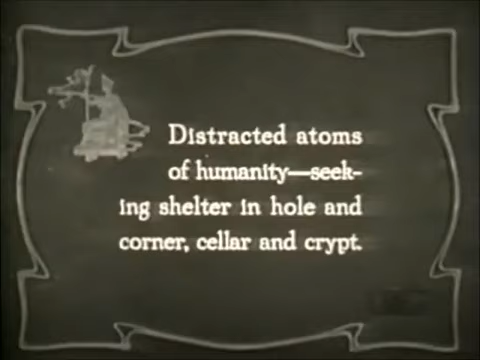 Distracted atoms
of humanity—seek-
ing shelter in hole and
corner, cellar and crypt.